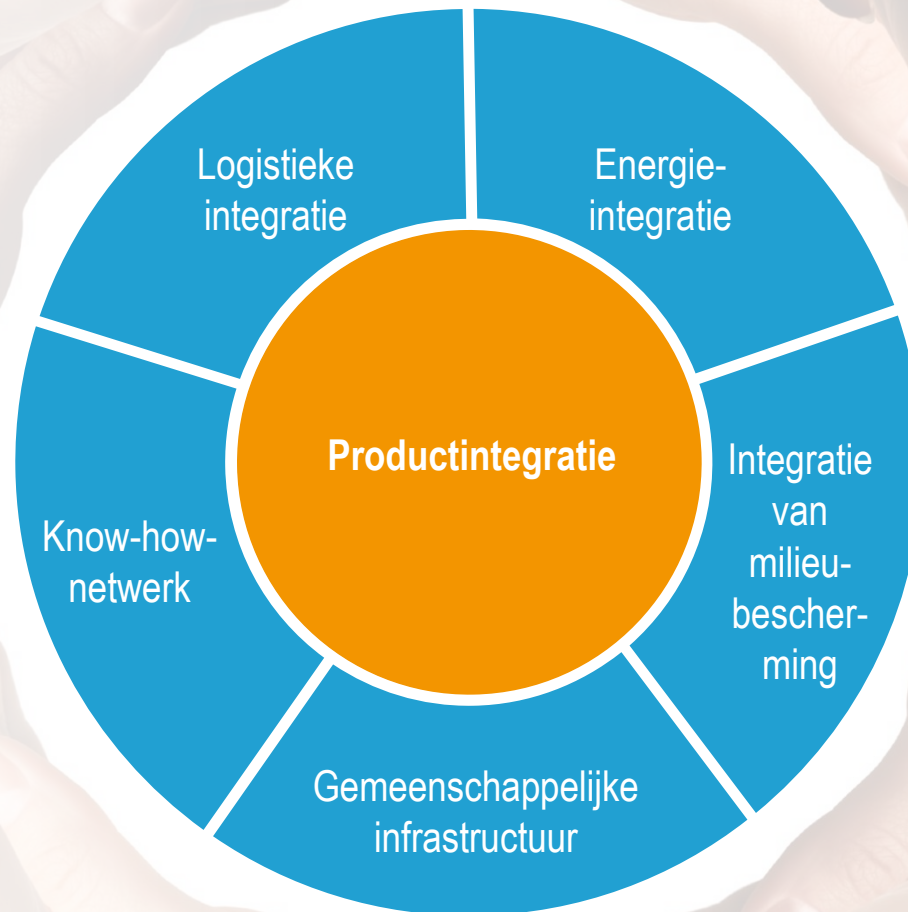 Logistieke
integratie
Energie-
integratie
Productintegratie
Integratie
van
milieu-
bescher-
ming
Know-how-
netwerk
Gemeenschappelijke
infrastructuur